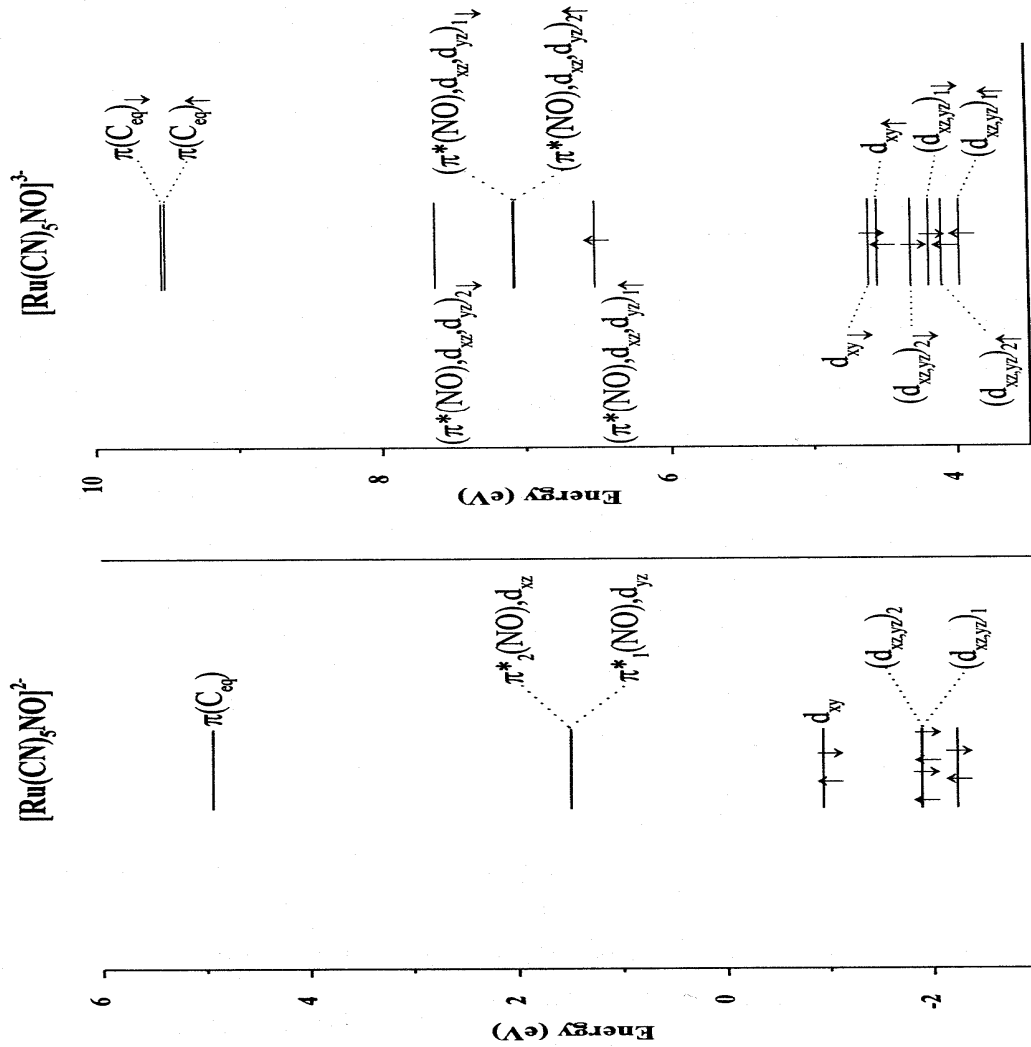 [Ru(CN)5NO]2-
6
4
2
0
-2
Energy (eV)
π(Ceq)
π*2(NO),dxz
π*1(NO),dyz
dxy
(dxz,yz)2
(dxz,yz)1
[Ru(CN)5NO]3-
10
8
6
4
Energy (eV)
π(Ceq)↓
π(Ceq)↑
(π*(NO),dxz,dyz)2↓
(π*(NO),dxz,dyz)1↓
(π*(NO),dxz,dyz)2↑
(π*(NO),dxz,dyz)1↑
dxy↓
dxy↑
(dxz,yz)2↓
(dxz,yz)1↓
(dxz,yz)2↑
(dxz,yz)1↑